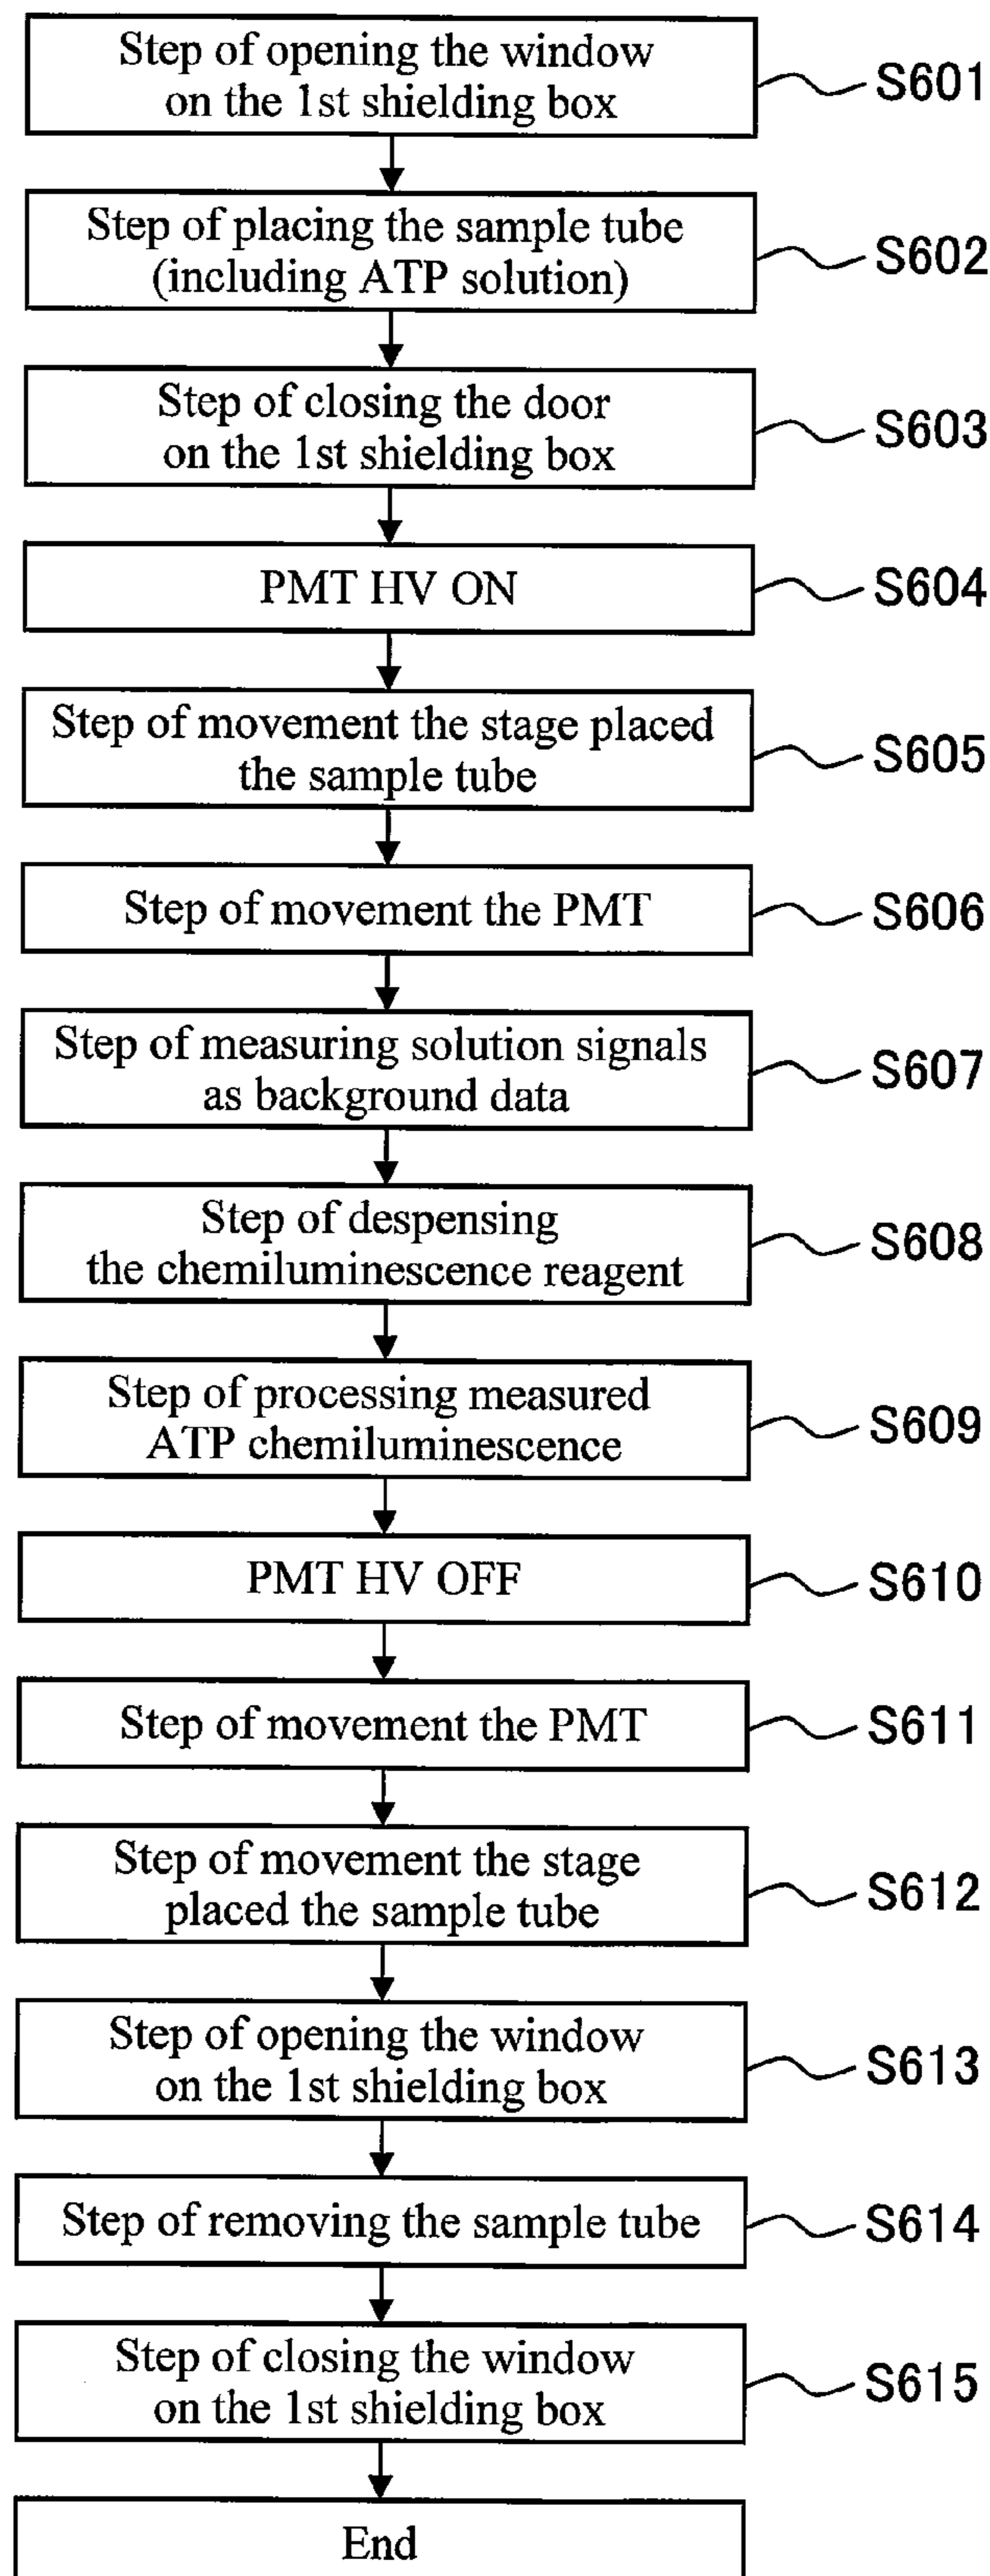 Step of opening the window
on the 1st shielding box
S601
Step of placing the sample tube
(including ATP solution)
S602
Step of closing the door
on the 1st shielding box
S603
PMT HV ON
S604
Step of movement the stage placed
the sample tube
S605
Step of movement the PMT
S606
Step of measuring solution signals
as background data
S607
Step of despensing
the chemiluminescence reagent
S608
Step of processing measured
ATP chemiluminescence
S609
PMT HV OFF
S610
Step of movement the PMT
S611
Step of movement the stage
placed the sample tube
S612
Step of opening the window
on the 1st shielding box
S613
Step of removing the sample tube
S614
Step of closing the window
on the 1st shielding box
S615
End